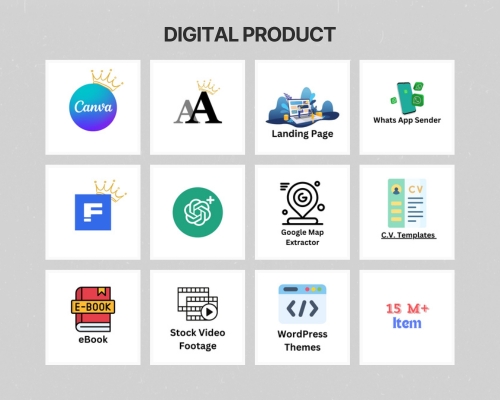 DIGITAL PRODUCT
Canva
AA
Landing Page
Whats App Sender
F
G
Google Map
Extractor
CV
C.V. Templates
E-BOOK
eBook
Stock Video
Footage
</>
WordPress
Themes
15 M+
Item